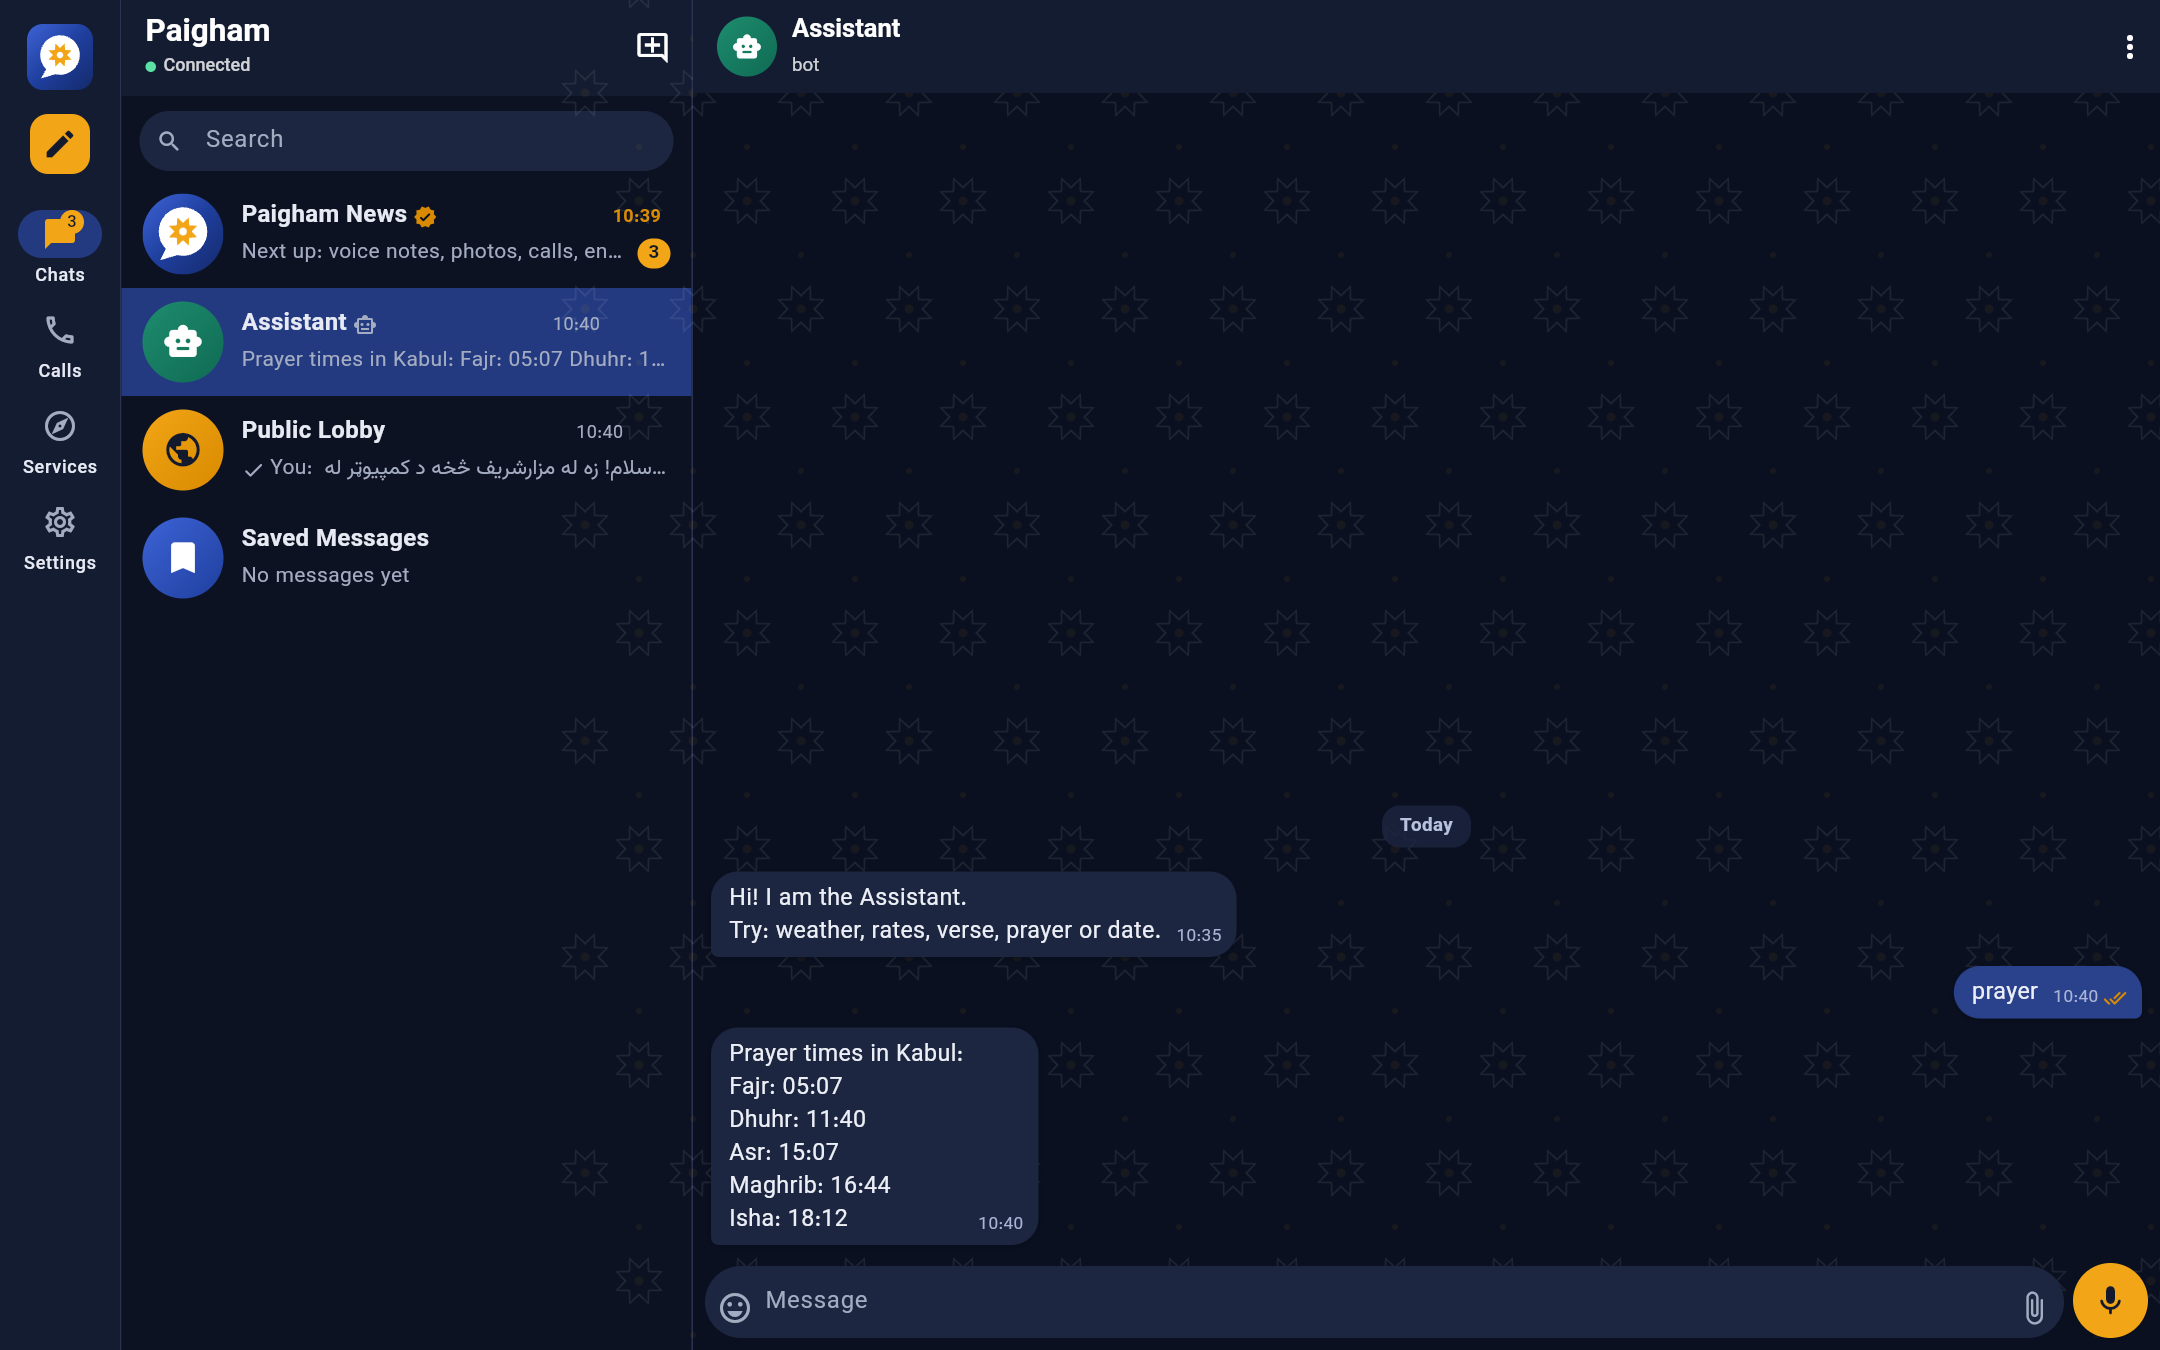 Paigham
Connected
Search
3
Chats
Calls
Services
Settings
Paigham News 10:39
Next up: voice notes, photos, calls, en... 3
Assistant 10:40
Prayer times in Kabul: Fajr: 05:07 Dhuhr: 1...
Public Lobby 10:40
You: سلام! زه له مزارشریف څخه د کمپیوټر له...
Saved Messages
No messages yet
Assistant
bot
Today
Hi! I am the Assistant.
Try: weather, rates, verse, prayer or date. 10:35
prayer 10:40
Prayer times in Kabul:
Fajr: 05:07
Dhuhr: 11:40
Asr: 15:07
Maghrib: 16:44
Isha: 18:12 10:40
Message